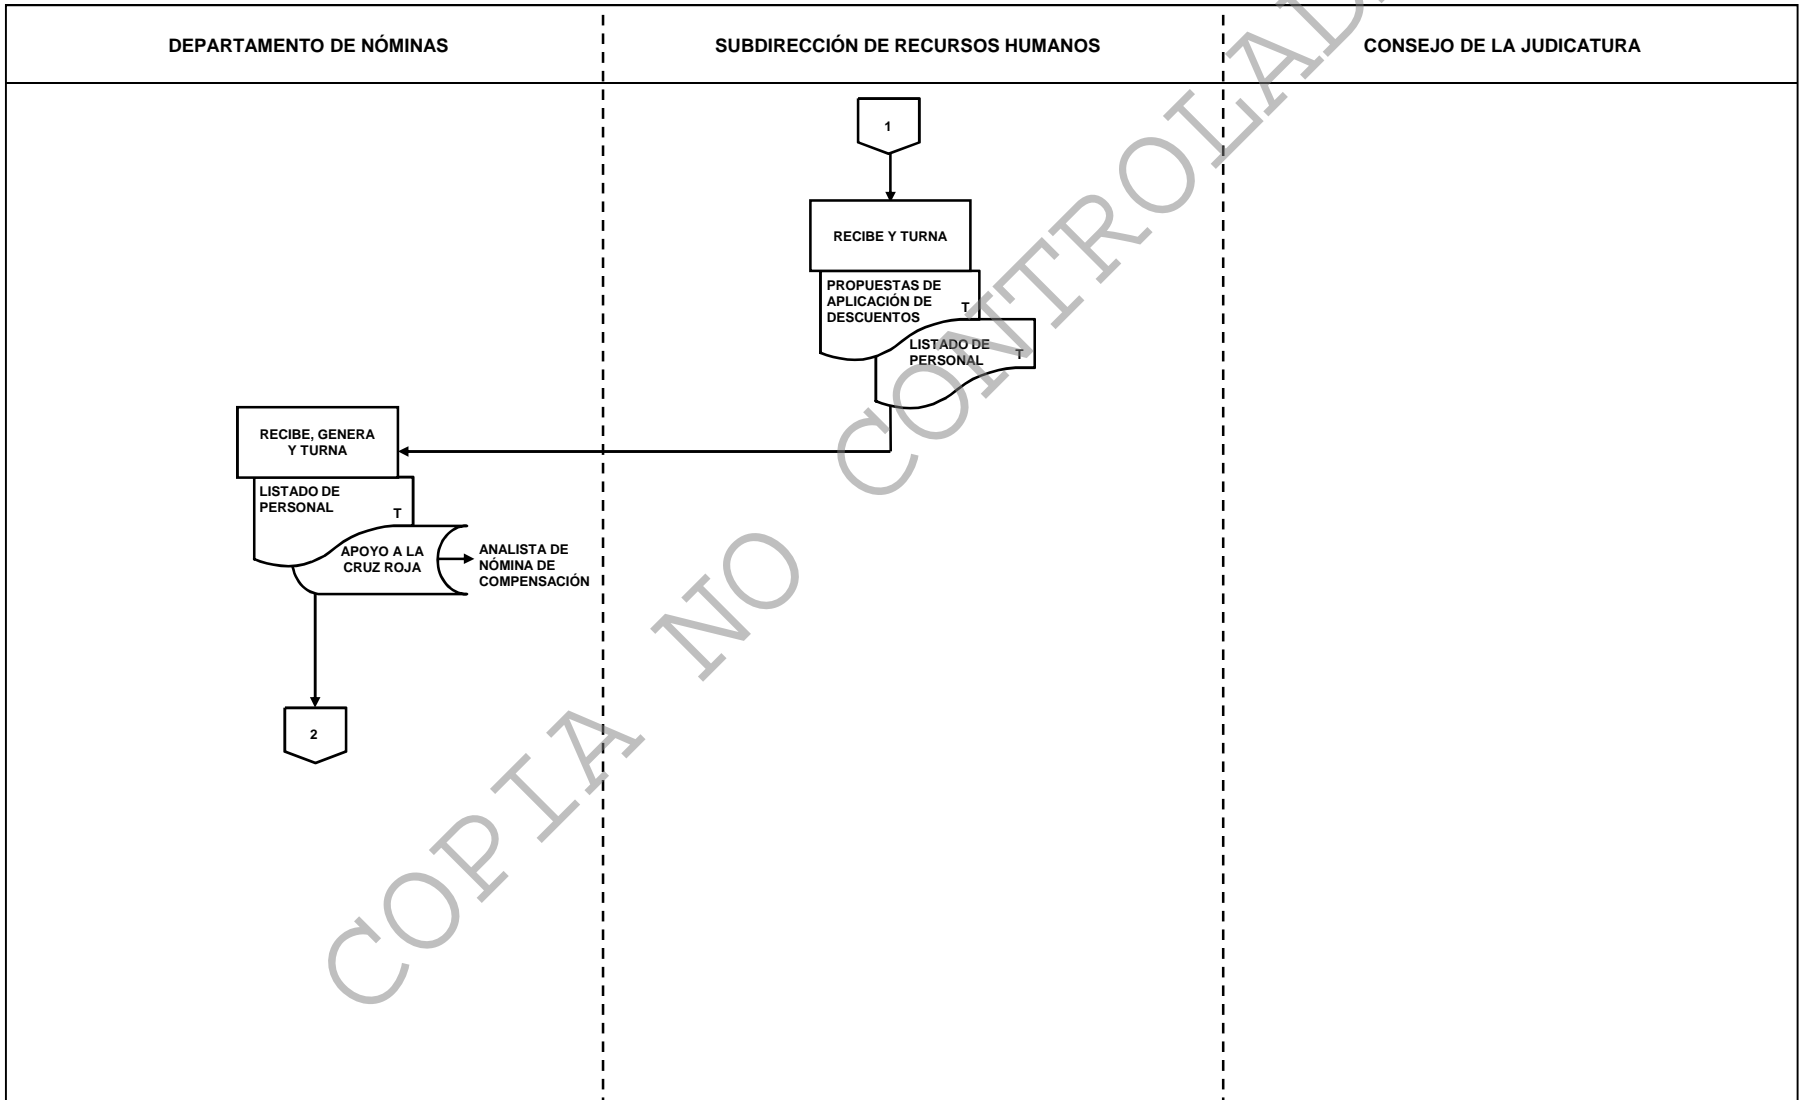 DEPARTAMENTO DE NÓMINAS
SUBDIRECCIÓN DE RECURSOS HUMANOS
CONSEJO DE LA JUDICATURA
1
RECIBE Y TURNA
PROPUESTAS DE
APLICACIÓN DE
DESCUENTOS
T
LISTADO DE
PERSONAL
T
RECIBE, GENERA
Y TURNA
LISTADO DE
PERSONAL
T
APOYO A LA
CRUZ ROJA
ANALISTA DE
NÓMINA DE
COMPENSACIÓN
2
COPIA NO CONTROLAD